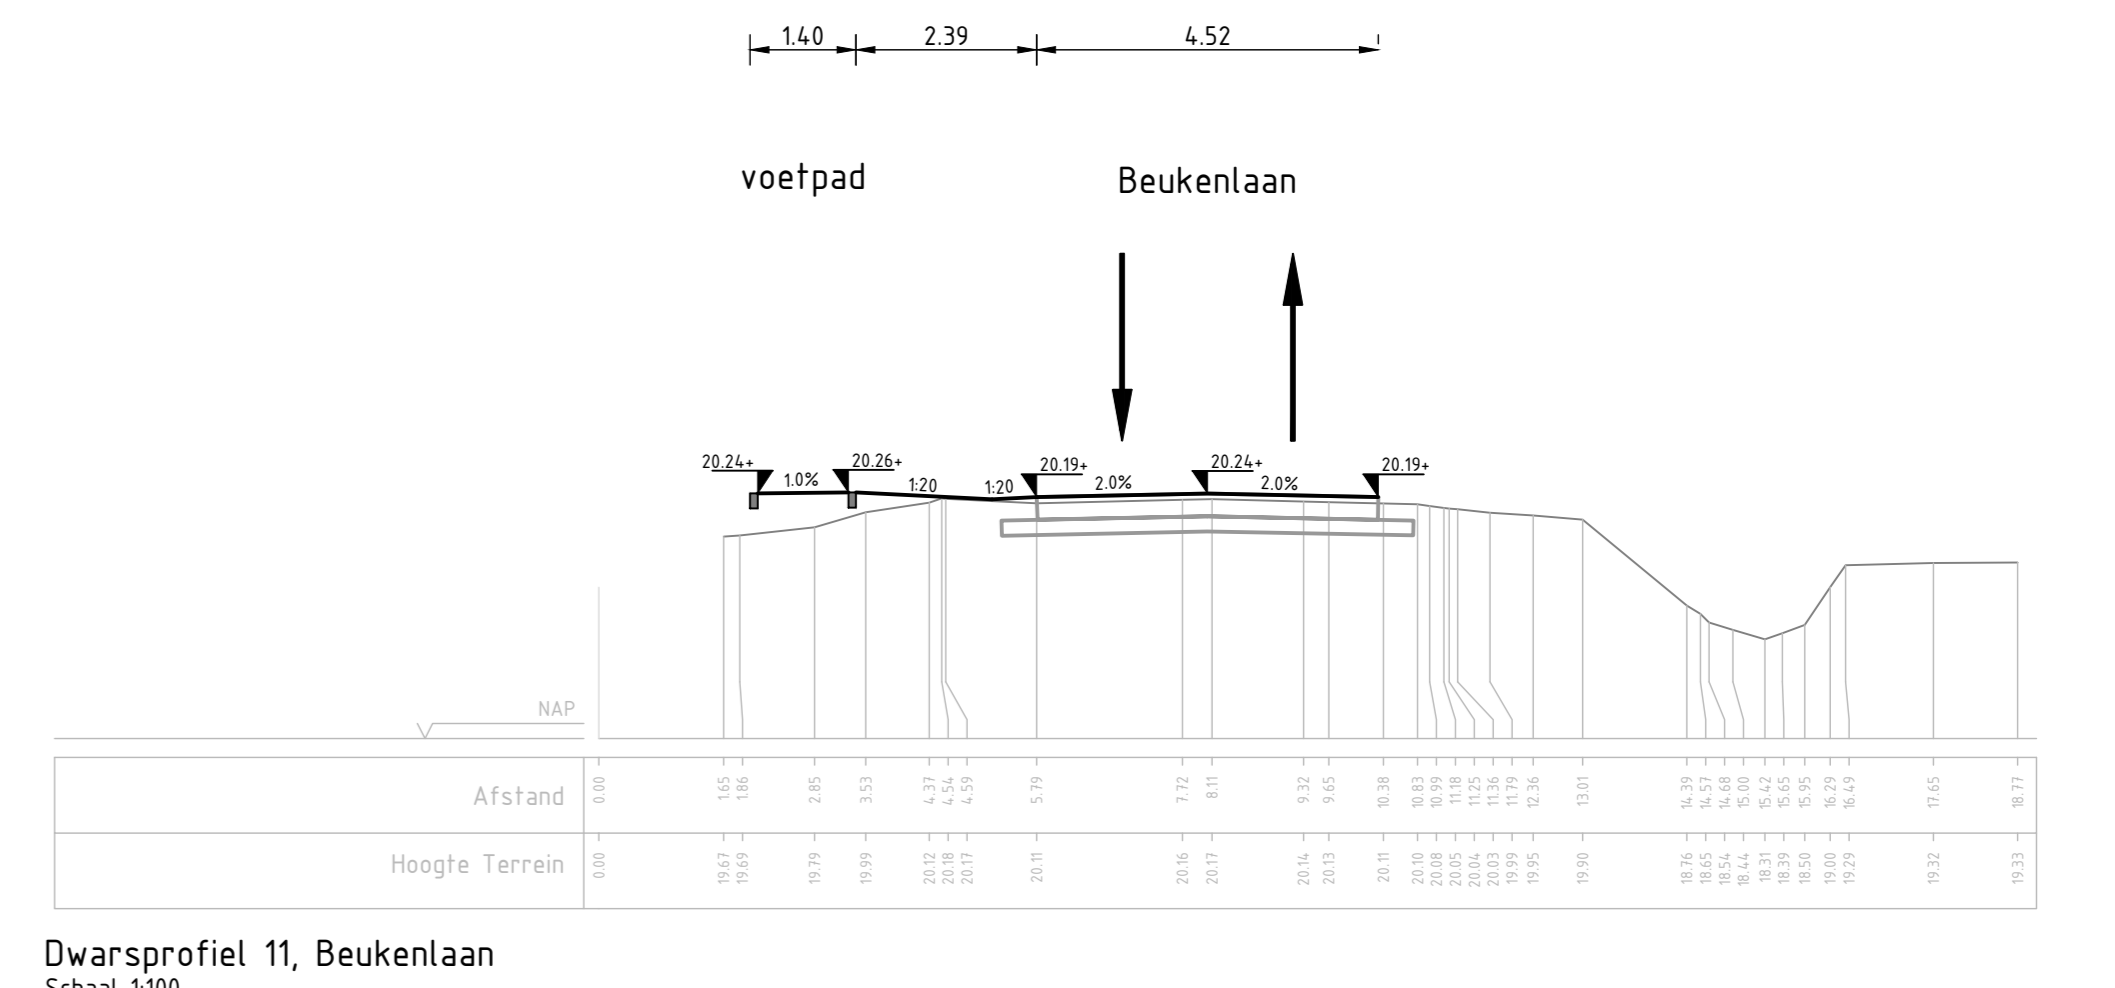 1.40 2.39 4.52
voetpad Beukenlaan
20.24+ 1.0% 20.26+ 1:20 1:20 20.19+ 2.0% 20.24+ 2.0% 20.19+
NAP
Afstand 0.00 1.65 1.86 2.85 3.53 4.37 4.54 4.59 5.79 7.72 8.11 9.32 9.65 10.38 10.83 10.99 11.18 11.25 11.36 11.79 12.36 13.01 14.39 14.57 14.68 15.00 15.42 15.65 15.95 16.29 16.49 17.65 18.77
Hoogte Terrein 0.00 19.67 19.69 19.79 19.99 20.12 20.18 20.17 20.11 20.16 20.17 20.14 20.13 20.11 20.10 20.08 20.05 20.04 20.03 19.99 19.95 19.90 18.76 18.65 18.54 18.44 18.31 18.39 18.50 19.00 19.29 19.32 19.33
Dwarsprofiel 11, Beukenlaan
Schaal 1:100